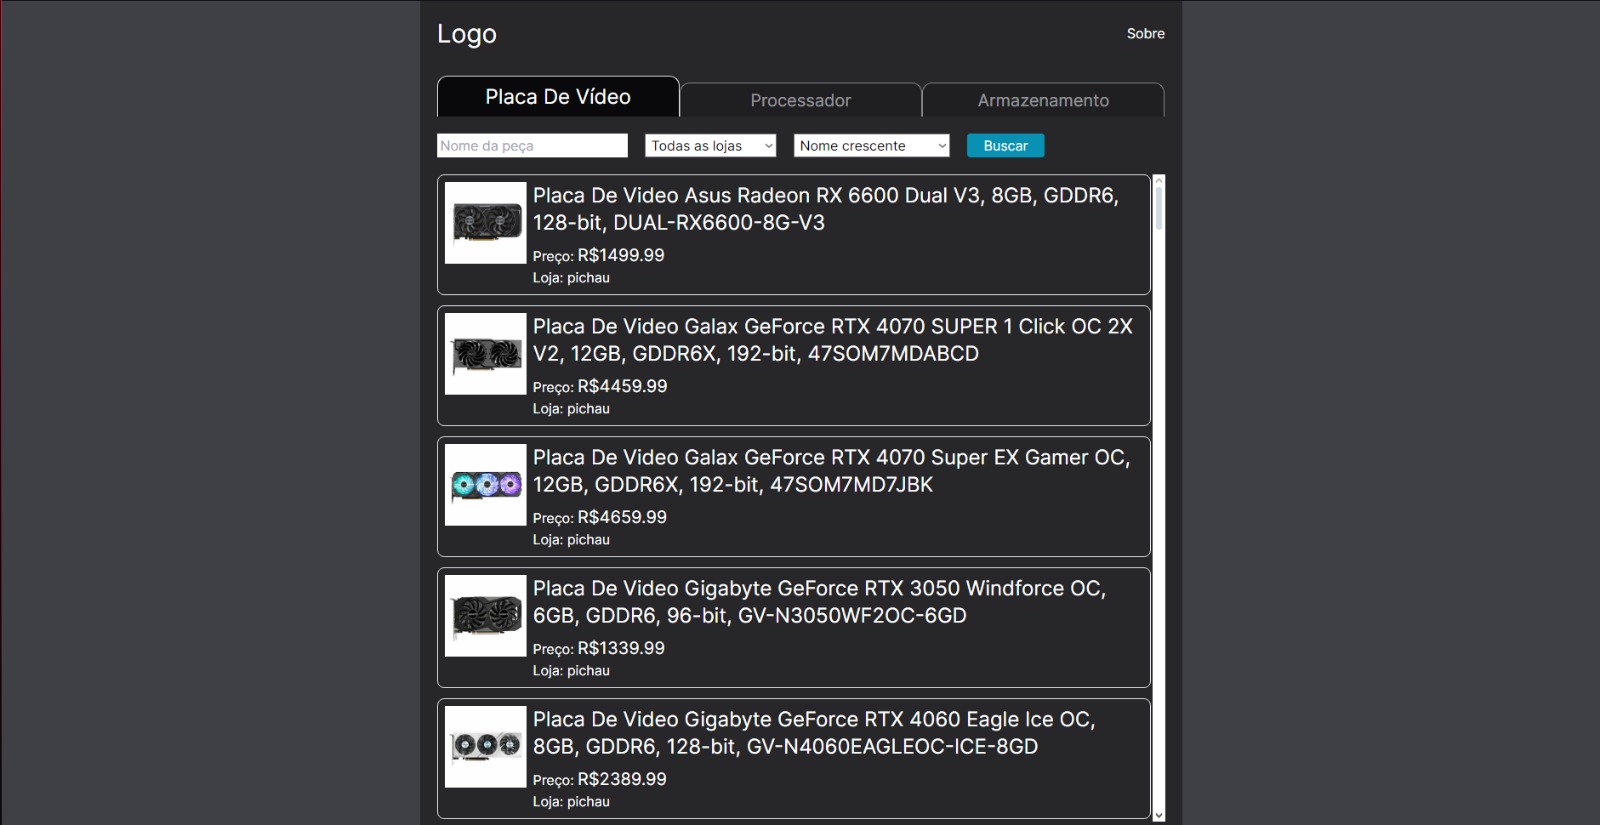 Logo
Sobre
Placa De Vídeo
Processador
Armazenamento
Nome da peça
Todas as lojas
Nome crescente
Buscar
Placa De Video Asus Radeon RX 6600 Dual V3, 8GB, GDDR6,
128-bit, DUAL-RX6600-8G-V3
Preço: R$1499.99
Loja: pichau
Placa De Video Galax GeForce RTX 4070 SUPER 1 Click OC 2X
V2, 12GB, GDDR6X, 192-bit, 47SOM7MDABCD
Preço: R$4459.99
Loja: pichau
Placa De Video Galax GeForce RTX 4070 Super EX Gamer OC,
12GB, GDDR6X, 192-bit, 47SOM7MD7JBK
Preço: R$4659.99
Loja: pichau
Placa De Video Gigabyte GeForce RTX 3050 Windforce OC,
6GB, GDDR6, 96-bit, GV-N3050WF2OC-6GD
Preço: R$1339.99
Loja: pichau
Placa De Video Gigabyte GeForce RTX 4060 Eagle Ice OC,
8GB, GDDR6, 128-bit, GV-N4060EAGLEOC-ICE-8GD
Preço: R$2389.99
Loja: pichau